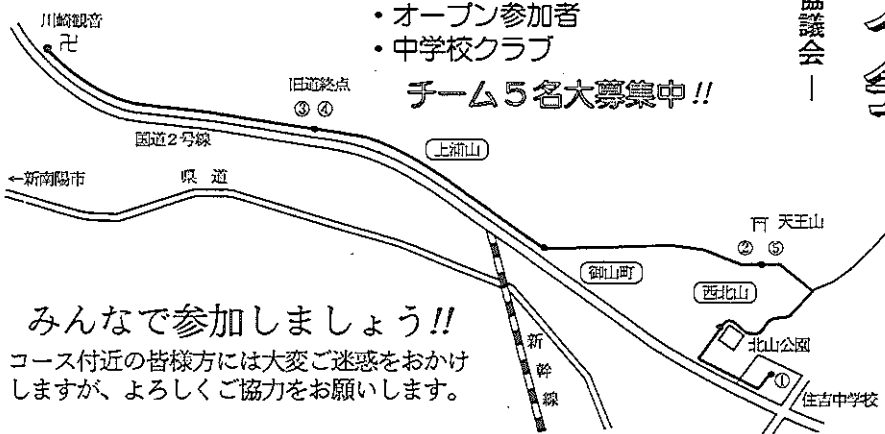 協議会―
・オープン参加者
・中学校クラブ
チーム5名大募集中!!
川崎観音
卍
旧道終点
③ ④
国道2号線
上浦山
←新南陽市
県道
天王山
② ⑤
御山町
西北山
新幹線
北山公園
①
住吉中学校
みんなで参加しましょう!!
コース付近の皆様方には大変ご迷惑をおかけ
しますが、よろしくご協力をお願いします。